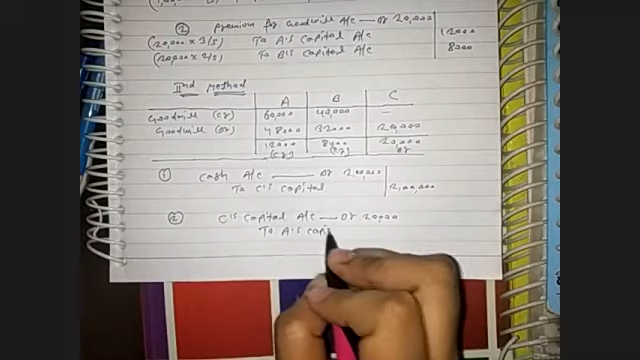 ② Premium for Goodwill A/c — Dr 20,000
(20,000 x 3/5) To A's Capital A/c 12000
(20,000 x 2/5) To B's Capital A/c 8000
IInd Method
A B C
Goodwill (Cr) 60,000 40,000 —
Goodwill (Dr) 48000 32000 20,000
12000 8000 20,000
(Cr) (Cr) Dr
① Cash A/c — Dr 2,00,000
To C's Capital 2,00,000
② C's Capital A/c — Dr 20,000
To A's Capi